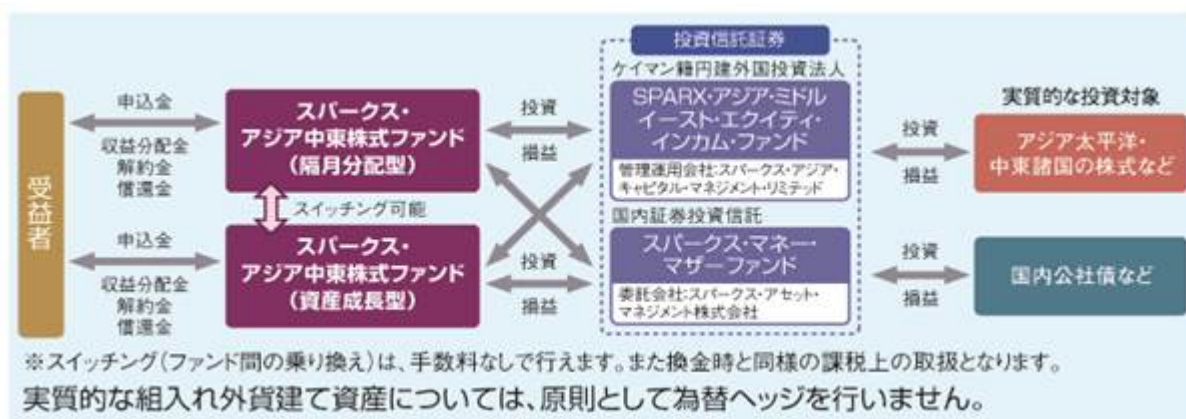 投資信託証券
ケイマン籍円建外国投資法人
受益者
申込金
収益分配金
解約金
償還金
スパークス・
アジア中東株式ファンド
（隔月分配型）
投資
損益
SPARX・アジア・ミドル
イースト・エクイティ・
インカム・ファンド
管理運用会社:スパークス・アジア・
キャピタル・マネジメント・リミテッド
投資
損益
実質的な投資対象
アジア太平洋・
中東諸国の株式など
スイッチング可能
国内証券投資信託
申込金
収益分配金
解約金
償還金
スパークス・
アジア中東株式ファンド
（資産成長型）
投資
損益
スパークス・マネー・
マザーファンド
委託会社:スパークス・アセット・
マネジメント株式会社
投資
損益
国内公社債など
※スイッチング(ファンド間の乗り換え)は、手数料なしで行えます。また換金時と同様の課税上の取扱となります。
実質的な組入れ外貨建て資産については、原則として為替ヘッジを行いません。